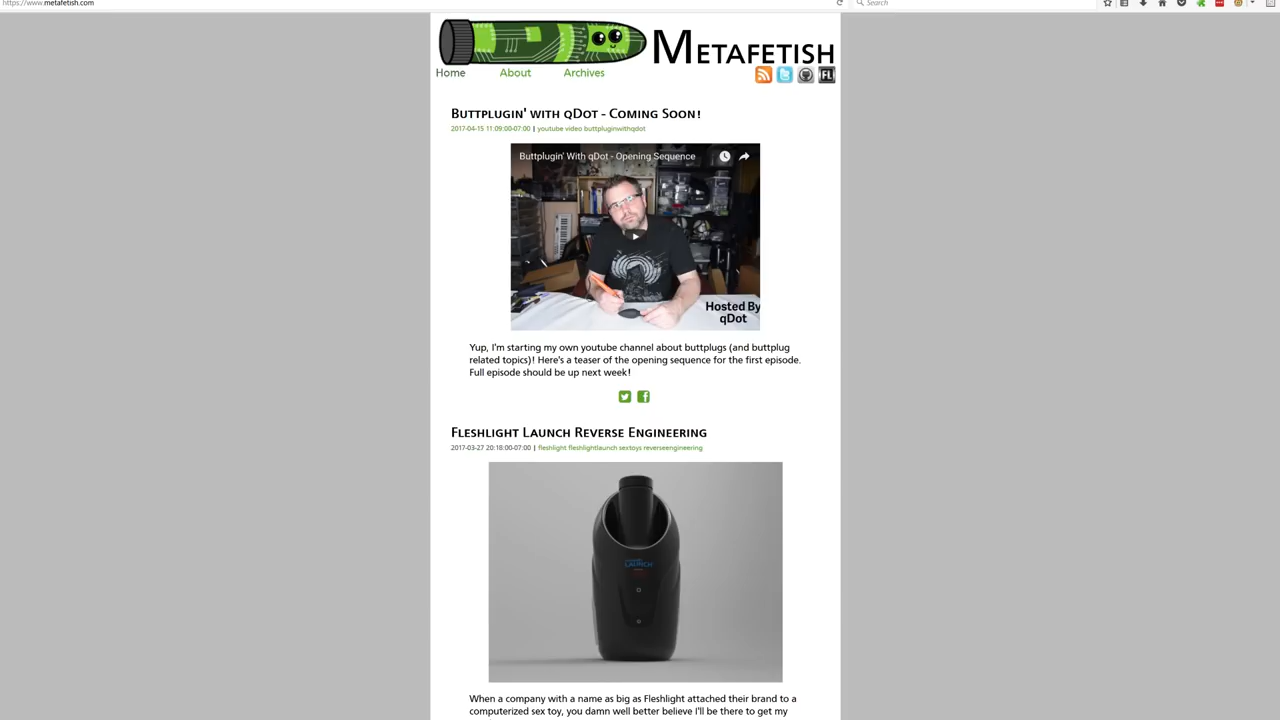 https://www.metafetish.com
Search
METAFETISH
Home About Archives
FL
BUTTPLUGIN' WITH QDOT - COMING SOON!
2017-04-15 11:09:00-07:00 | youtube video buttpluginwithqdot
Buttplugin' With qDot - Opening Sequence
Hosted By
qDot
Yup, I'm starting my own youtube channel about buttplugs (and buttplug
related topics)! Here's a teaser of the opening sequence for the first episode.
Full episode should be up next week!
FLESHLIGHT LAUNCH REVERSE ENGINEERING
2017-03-27 20:18:00-07:00 | fleshlight fleshlightlaunch sextoys reverseengineering
LAUNCH
When a company with a name as big as Fleshlight attached their brand to a
computerized sex toy, you damn well better believe I'll be there to get my